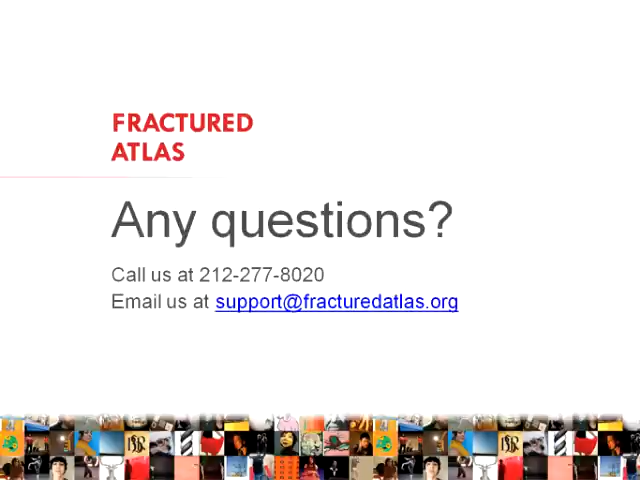 FRACTURED
ATLAS
Any questions?
Call us at 212-277-8020
Email us at support@fracturedatlas.org